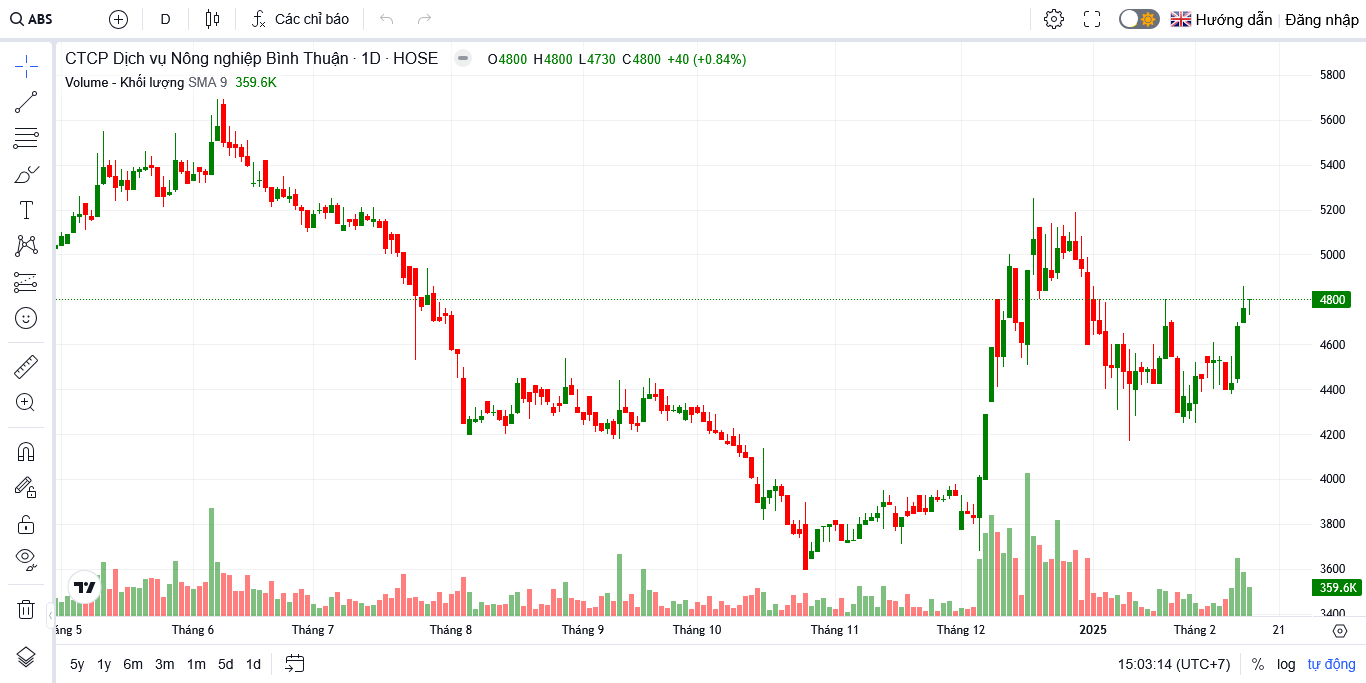 ABS D Các chỉ báo Hướng dẫn Đăng nhập
CTCP Dịch vụ Nông nghiệp Bình Thuận · 1D · HOSE O4800 H4800 L4730 C4800 +40 (+0.84%)
Volume - Khối lượng SMA 9 359.6K
5800
5600
5400
5200
5000
4800
4600
4400
4200
4000
3800
3600
359.6K
3400
áng 5 Tháng 6 Tháng 7 Tháng 8 Tháng 9 Tháng 10 Tháng 11 Tháng 12 2025 Tháng 2 21
5y 1y 6m 3m 1m 5d 1d 15:03:14 (UTC+7) % log tự động